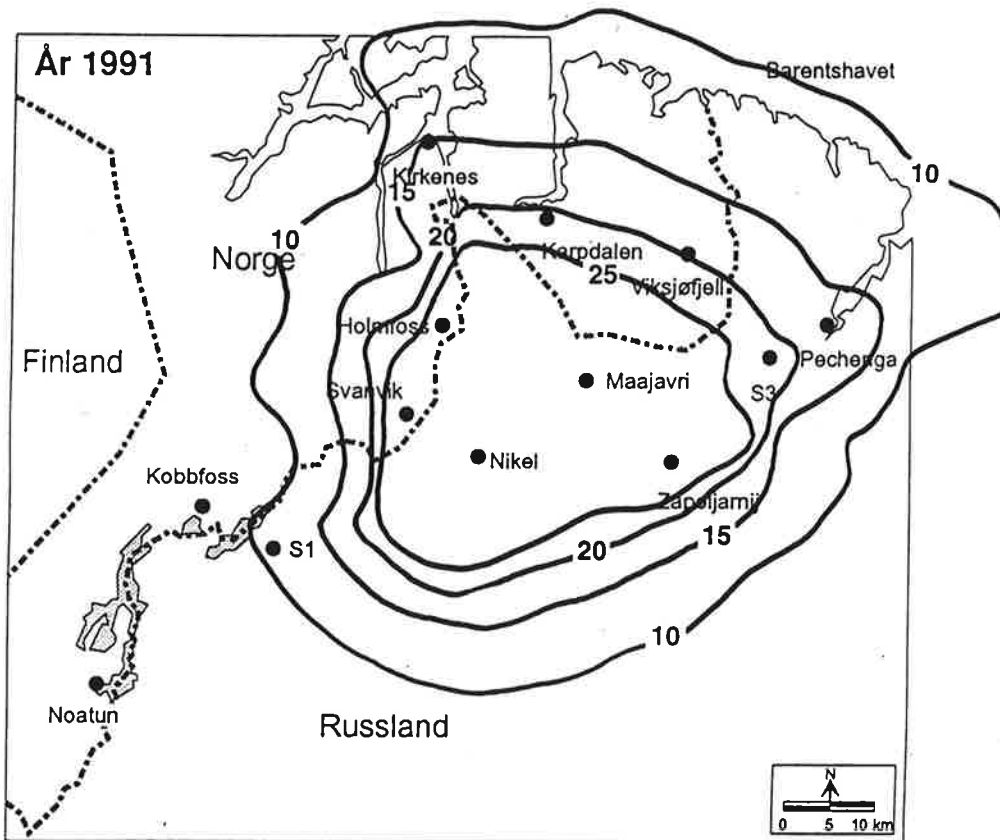 År 1991
Barentshavet
10
Kirkenes
15
10
20
Norge
Karpdalen
25
Viksjøfjell
Holmfoss
Finland
Pechenga
Maajavri
S3
Svanvik
Nikel
Kobbfoss
Zapoljarnij
15
20
S1
10
Noatun
Russland
N
0 5 10 km